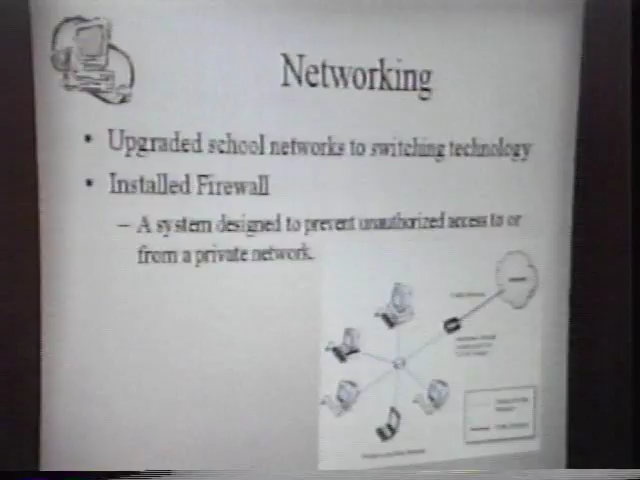 Networking
• Upgraded school networks to switching technology
• Installed Firewall
– A system designed to prevent unauthorized access to or
from a private network.